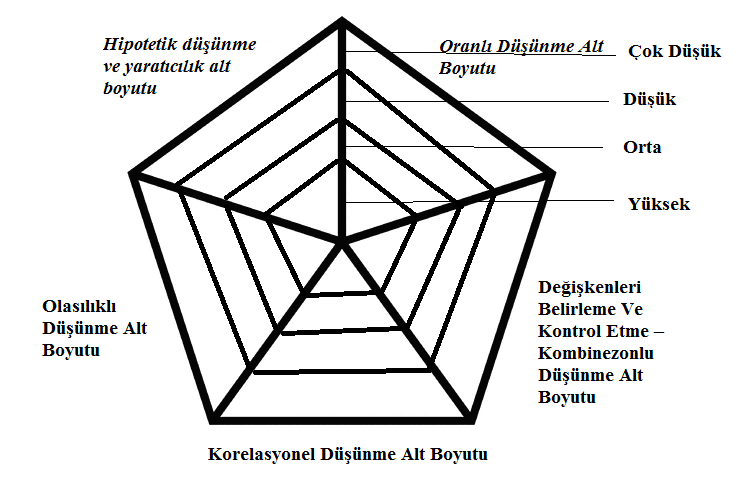 Hipotetik düşünme
ve yaratıcılık alt
boyutu
Oranlı Düşünme Alt
Boyutu
Çok Düşük
Düşük
Orta
Yüksek
Olasılıklı
Düşünme Alt
Boyutu
Değişkenleri
Belirleme Ve
Kontrol Etme –
Kombinezonlu
Düşünme Alt
Boyutu
Korelasyonel Düşünme Alt Boyutu